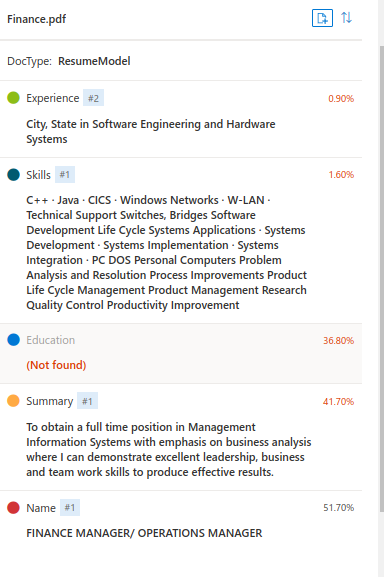 Finance.pdf
DocType: ResumeModel
Experience #2 0.90%
City, State in Software Engineering and Hardware
Systems
Skills #1 1.60%
C++ · Java · CICS · Windows Networks · W-LAN ·
Technical Support Switches, Bridges Software
Development Life Cycle Systems Applications · Systems
Development · Systems Implementation · Systems
Integration · PC DOS Personal Computers Problem
Analysis and Resolution Process Improvements Product
Life Cycle Management Product Management Research
Quality Control Productivity Improvement
Education 36.80%
(Not found)
Summary #1 41.70%
To obtain a full time position in Management
Information Systems with emphasis on business analysis
where I can demonstrate excellent leadership, business
and team work skills to produce effective results.
Name #1 51.70%
FINANCE MANAGER/ OPERATIONS MANAGER